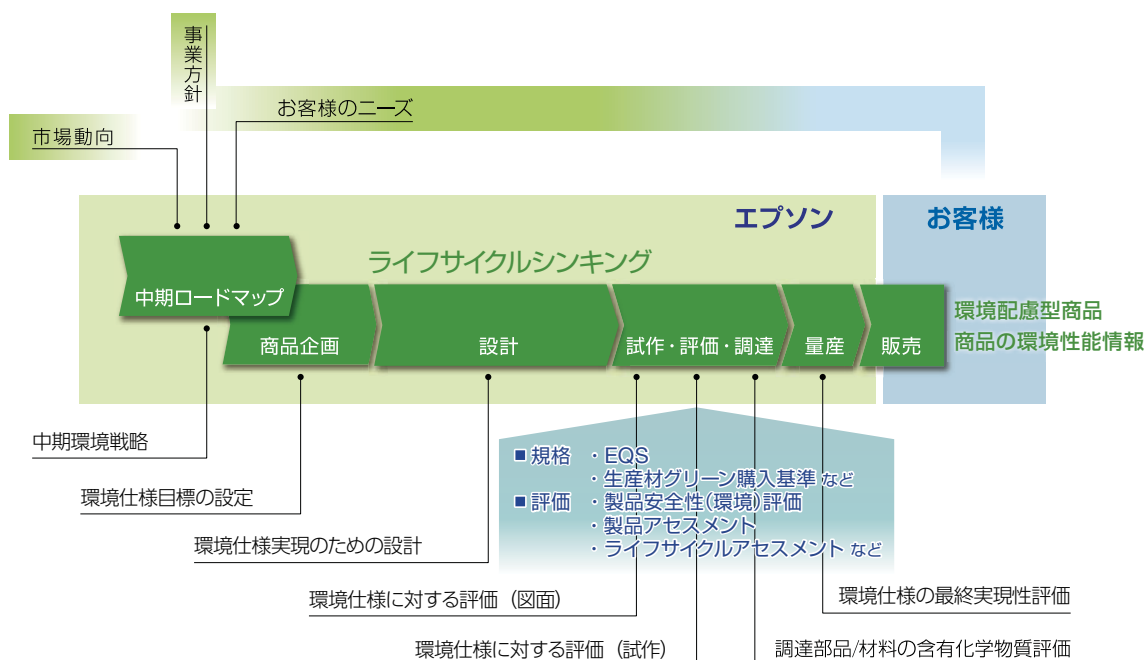 事業方針
お客様のニーズ
市場動向
エプソン
お客様
ライフサイクルシンキング
中期ロードマップ
商品企画
設計
試作・評価・調達
量産
販売
環境配慮型商品
商品の環境性能情報
中期環境戦略
環境仕様目標の設定
環境仕様実現のための設計
■規格 ・EQS
・生産材グリーン購入基準 など
■評価 ・製品安全性(環境)評価
・製品アセスメント
・ライフサイクルアセスメント など
環境仕様に対する評価（図面）
環境仕様の最終実現性評価
環境仕様に対する評価（試作）
調達部品/材料の含有化学物質評価